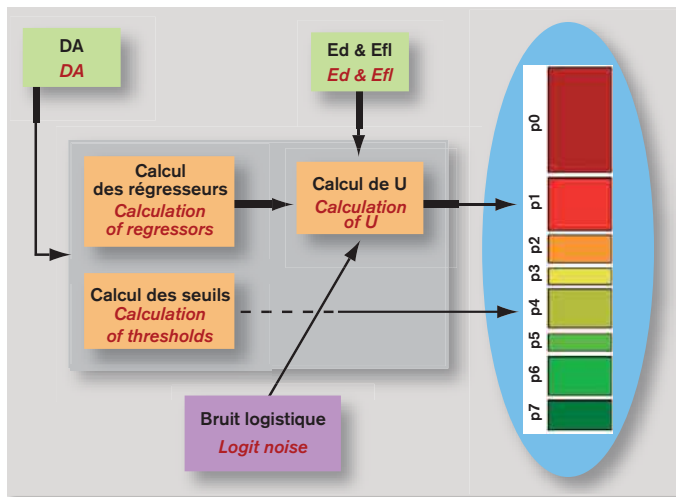 DA
DA
Ed & Efl
Ed & Efl
Calcul
des régresseurs
Calculation
of regressors
Calcul de U
Calculation
of U
Calcul des seuils
Calculation
of thresholds
Bruit logistique
Logit noise
p0
p1
p2
p3
p4
p5
p6
p7